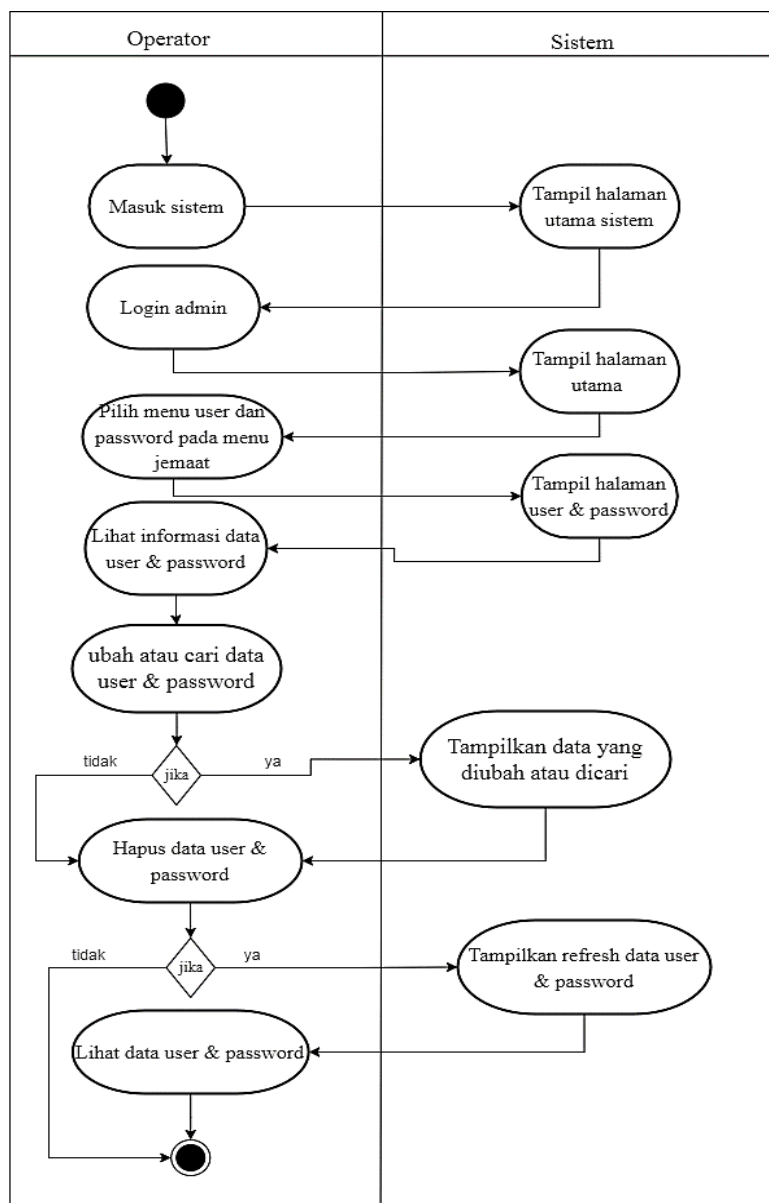 Operator
Sistem
Masuk sistem
Tampil halaman
utama sistem
Login admin
Tampil halaman
utama
Pilih menu user dan
password pada menu
jemaat
Tampil halaman
user & password
Lihat informasi data
user & password
ubah atau cari data
user & password
tidak
jika
ya
Tampilkan data yang
diubah atau dicari
Hapus data user &
password
tidak
jika
ya
Tampilkan refresh data user
& password
Lihat data user & password